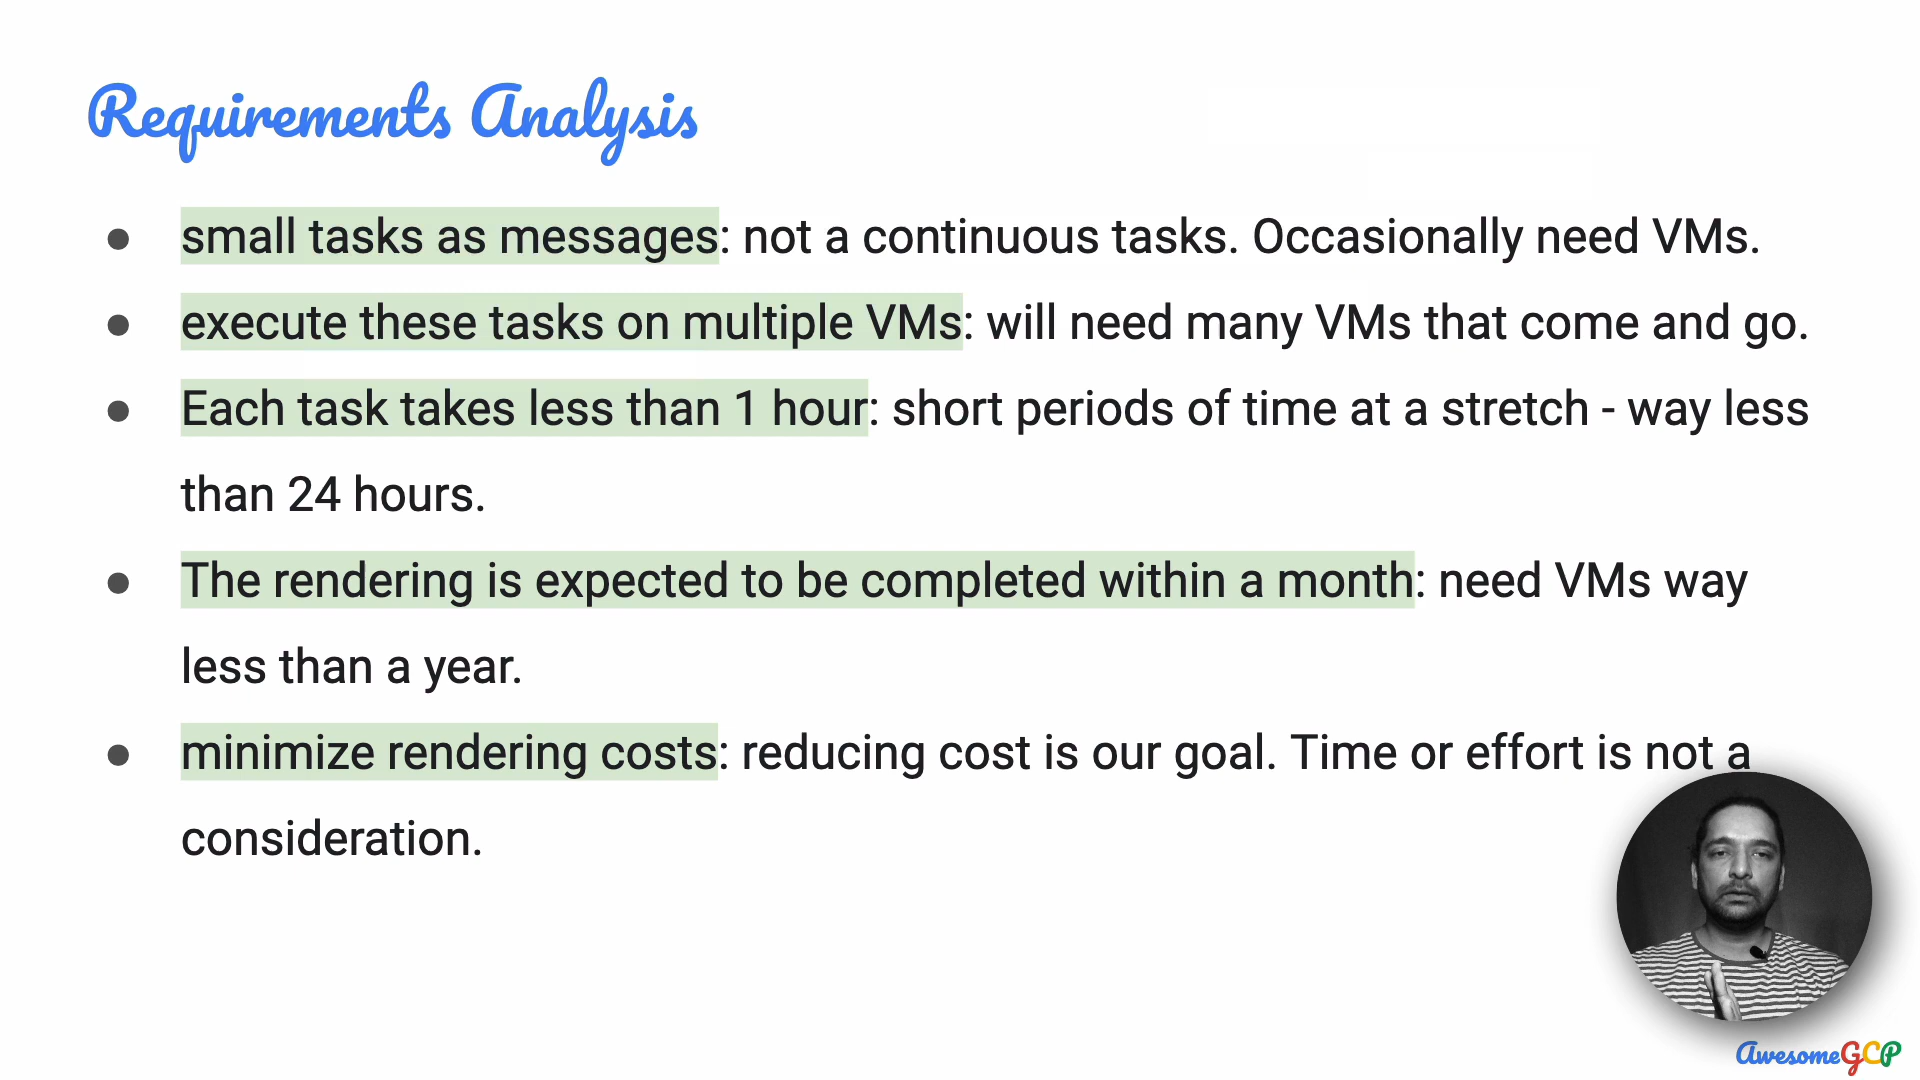 Requirements Analysis
● small tasks as messages: not a continuous tasks. Occasionally need VMs.
● execute these tasks on multiple VMs: will need many VMs that come and go.
● Each task takes less than 1 hour: short periods of time at a stretch - way less
than 24 hours.
● The rendering is expected to be completed within a month: need VMs way
less than a year.
● minimize rendering costs: reducing cost is our goal. Time or effort is not a
consideration.
AwesomeGCP